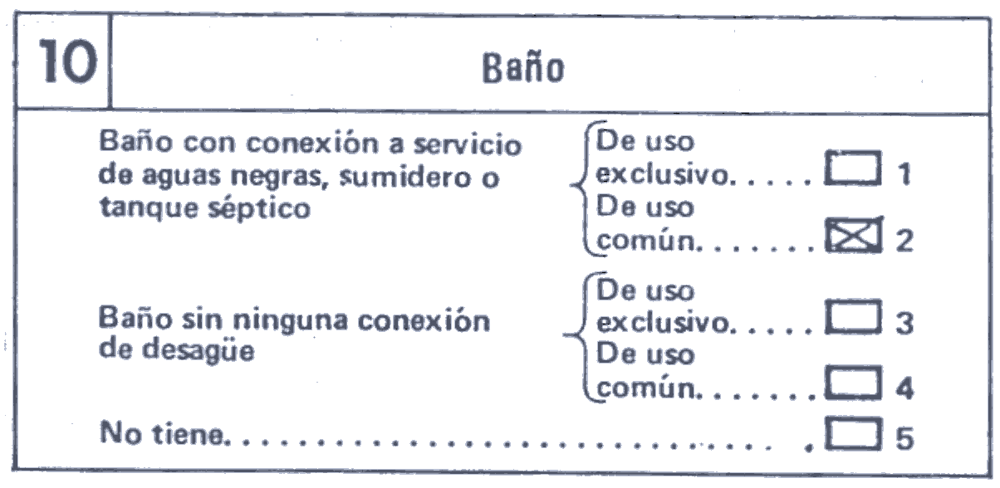 10 Baño
Baño con conexión a servicio
de aguas negras, sumidero o
tanque séptico
De uso
exclusivo..... 1
De uso
común....... 2
Baño sin ninguna conexión
de desagüe
De uso
exclusivo..... 3
De uso
común....... 4
No tiene............................... . 5